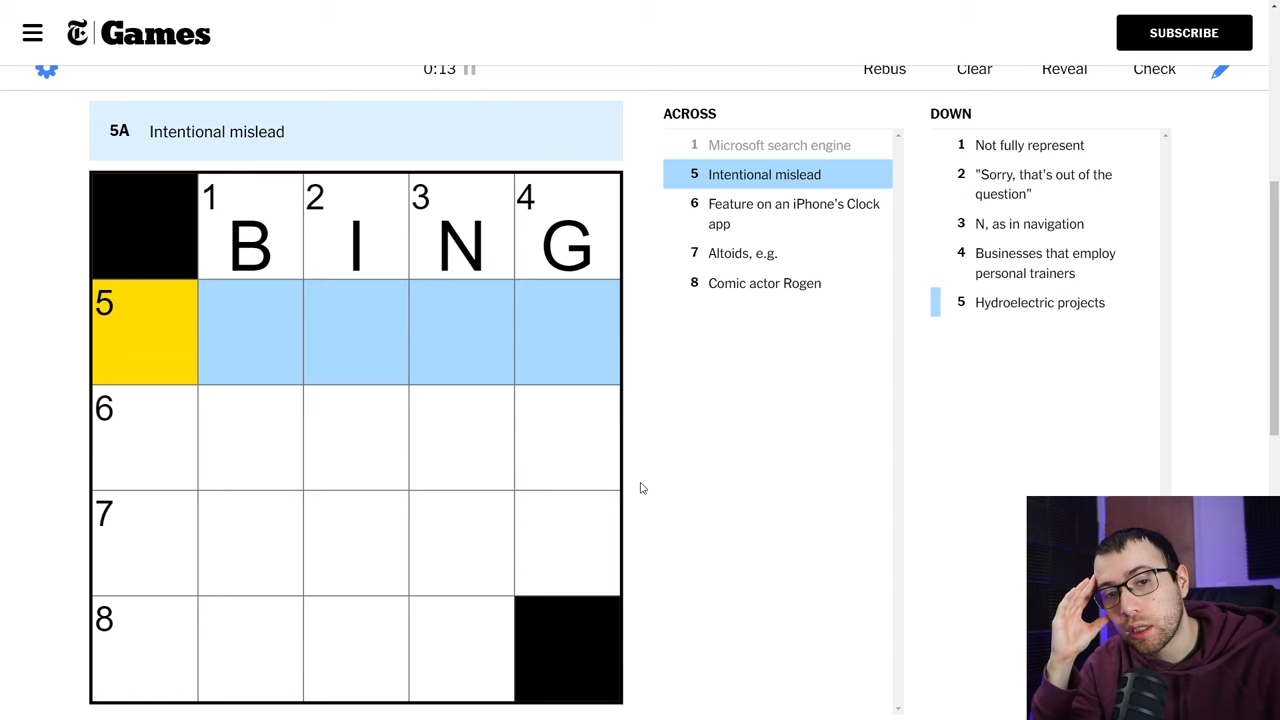 Games
SUBSCRIBE
0:13
Rebus
Clear
Reveal
Check
5A Intentional mislead
1 2 3 4
B I N G
5
6
7
8
ACROSS
1 Microsoft search engine
5 Intentional mislead
6 Feature on an iPhone's Clock
app
7 Altoids, e.g.
8 Comic actor Rogen
DOWN
1 Not fully represent
2 "Sorry, that's out of the
question"
3 N, as in navigation
4 Businesses that employ
personal trainers
5 Hydroelectric projects